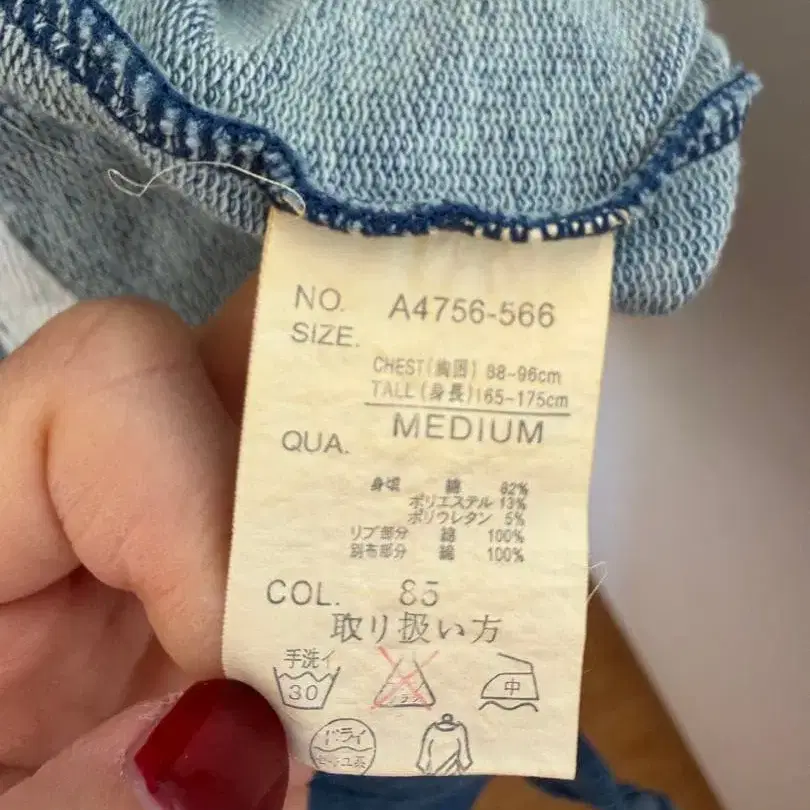 NO. A4756-566
SIZE.
CHEST(胸囲) 88~96cm
TALL(身長)165~175cm
MEDIUM
QUA.
身頃 綿 82%
ポリエステル 13%
ポリウレタン 5%
リブ部分 綿 100%
別布部分 綿 100%
COL. 85
取り扱い方
手洗イ
30
中
ドライ